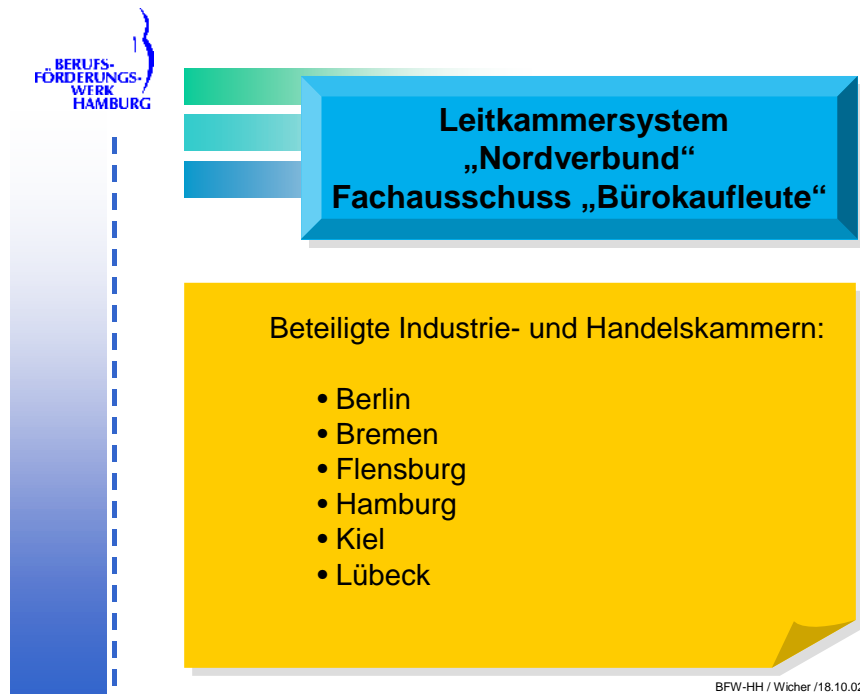 BERUFS-
FÖRDERUNGS-
WERK
HAMBURG
Leitkammersystem
„Nordverbund“
Fachausschuss „Bürokaufleute“
Beteiligte Industrie- und Handelskammern:
• Berlin
• Bremen
• Flensburg
• Hamburg
• Kiel
• Lübeck
BFW-HH / Wicher /18.10.02